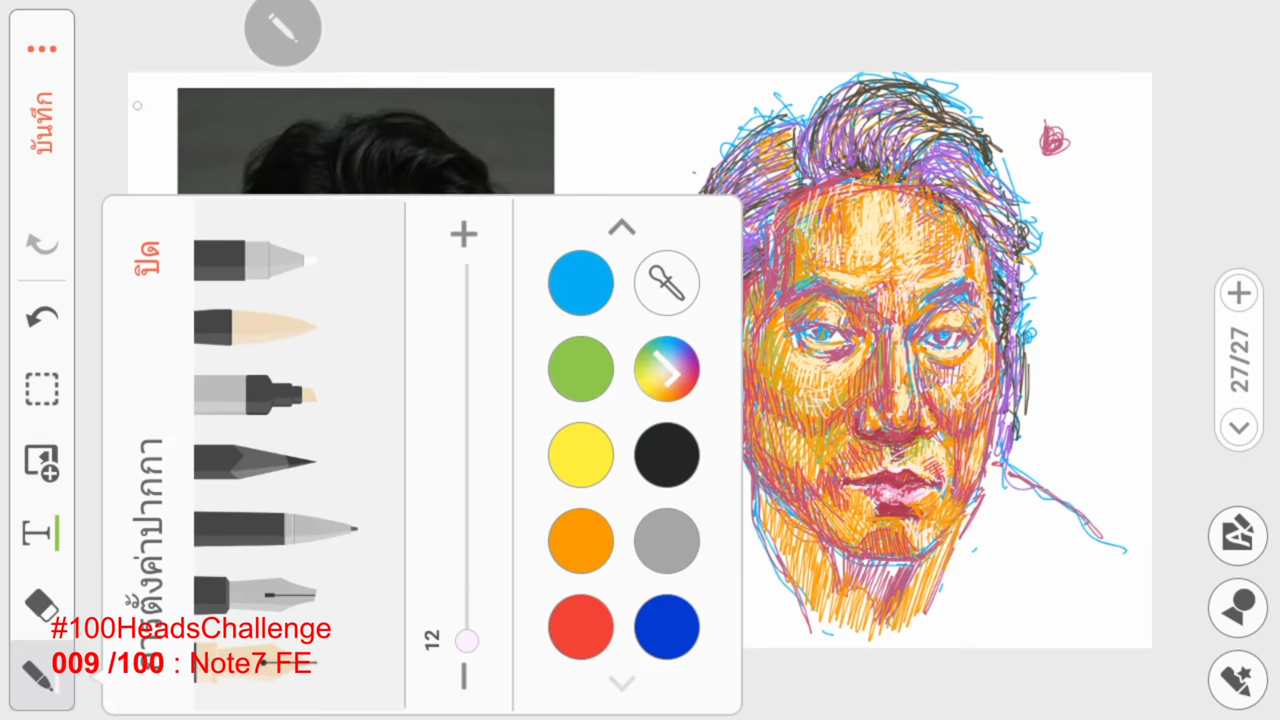 บันทึก
ปิด
การตั้งค่าปากกา
12
27/27
T
#100HeadsChallenge
009 /100 : Note7 FE